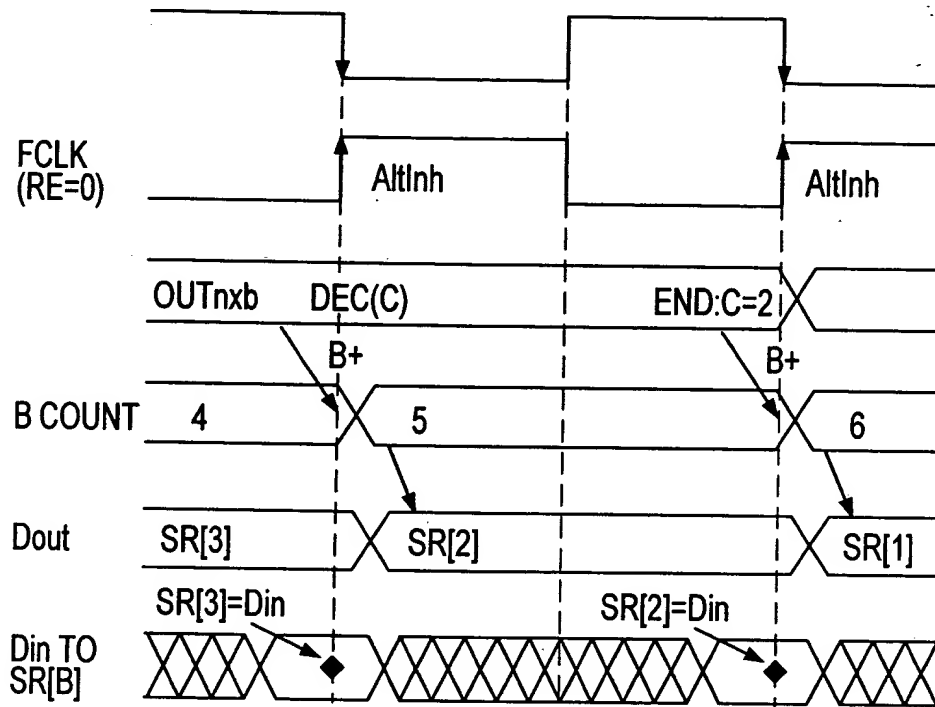 FCLK
(RE=0)
AltInh
AltInh
OUTnxb
DEC(C)
END:C=2
B+
B+
B COUNT
4
5
6
Dout
SR[3]
SR[2]
SR[1]
SR[3]=Din
SR[2]=Din
Din TO
SR[B]